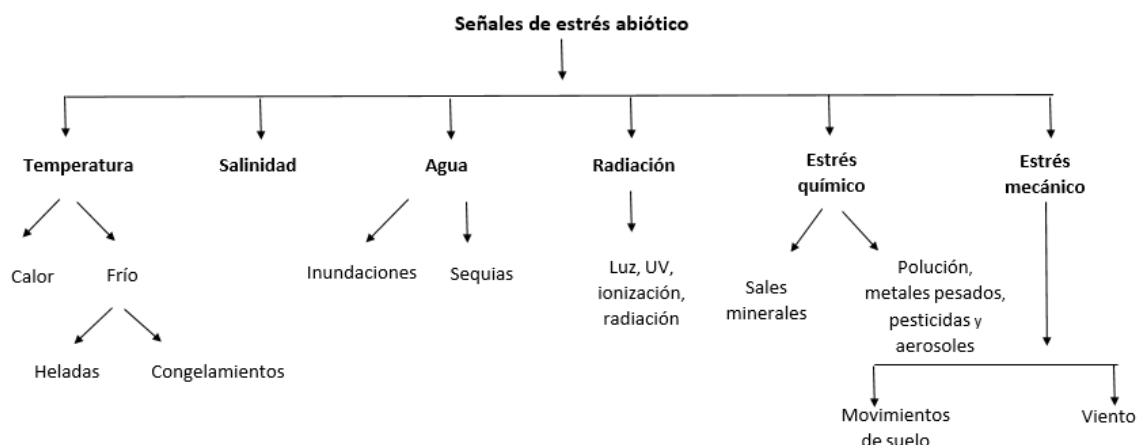 Señales de estrés abiótico
Temperatura
Salinidad
Agua
Radiación
Estrés
químico
Estrés
mecánico
Calor
Frío
Inundaciones
Sequias
Luz, UV,
ionización,
radiación
Sales
minerales
Polución,
metales pesados,
pesticidas y
aerosoles
Heladas
Congelamientos
Movimientos
de suelo
Viento